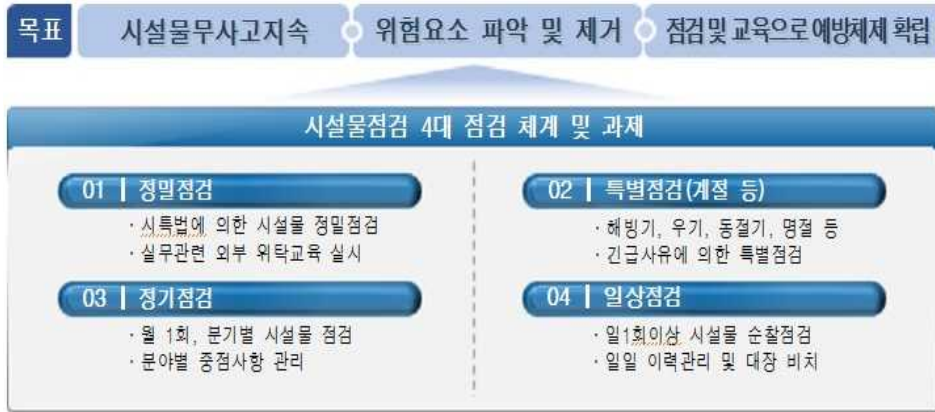 목표
시설물무사고지속
위험요소 파악 및 제거
점검 및 교육으로 예방체제 확립
시설물점검 4대 점검 체계 및 과제
01 | 정밀점검
· 시특법에 의한 시설물 정밀점검
· 실무관련 외부 위탁교육 실시
02 | 특별점검(계절 등)
· 해빙기, 우기, 동절기, 명절 등
· 긴급사유에 의한 특별점검
03 | 정기점검
· 월 1회, 분기별 시설물 점검
· 분야별 중점사항 관리
04 | 일상점검
· 일1회이상 시설물 순찰점검
· 일일 이력관리 및 대장 비치